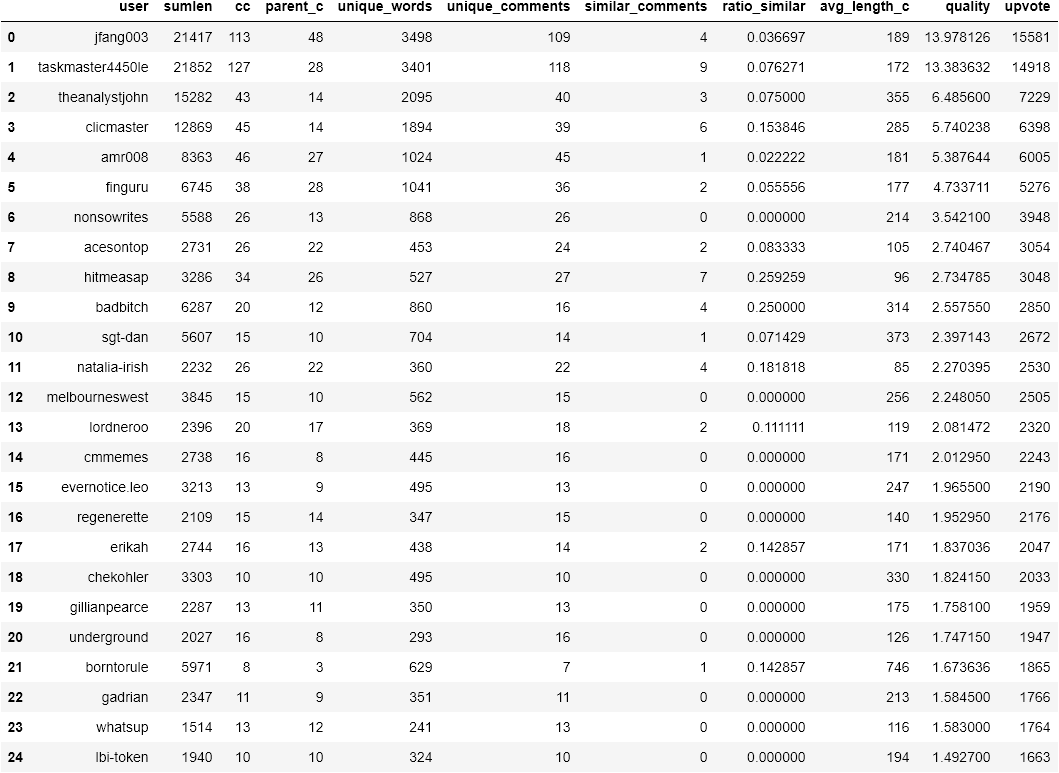 user sumlen cc parent_c unique_words unique_comments similar_comments ratio_similar avg_length_c quality upvote
0 jfang003 21417 113 48 3498 109 4 0.036697 189 13.978126 15581
1 taskmaster4450le 21852 127 28 3401 118 9 0.076271 172 13.383632 14918
2 theanalystjohn 15282 43 14 2095 40 3 0.075000 355 6.485600 7229
3 clicmaster 12869 45 14 1894 39 6 0.153846 285 5.740238 6398
4 amr008 8363 46 27 1024 45 1 0.022222 181 5.387644 6005
5 finguru 6745 38 28 1041 36 2 0.055556 177 4.733711 5276
6 nonsowrites 5588 26 13 868 26 0 0.000000 214 3.542100 3948
7 acesontop 2731 26 22 453 24 2 0.083333 105 2.740467 3054
8 hitmeasap 3286 34 26 527 27 7 0.259259 96 2.734785 3048
9 badbitch 6287 20 12 860 16 4 0.250000 314 2.557550 2850
10 sgt-dan 5607 15 10 704 14 1 0.071429 373 2.397143 2672
11 natalia-irish 2232 26 22 360 22 4 0.181818 85 2.270395 2530
12 melbourneswest 3845 15 10 562 15 0 0.000000 256 2.248050 2505
13 lordneroo 2396 20 17 369 18 2 0.111111 119 2.081472 2320
14 cmmemes 2738 16 8 445 16 0 0.000000 171 2.012950 2243
15 evernotice.leo 3213 13 9 495 13 0 0.000000 247 1.965500 2190
16 regenerette 2109 15 14 347 15 0 0.000000 140 1.952950 2176
17 erikah 2744 16 13 438 14 2 0.142857 171 1.837036 2047
18 chekohler 3303 10 10 495 10 0 0.000000 330 1.824150 2033
19 gillianpearce 2287 13 11 350 13 0 0.000000 175 1.758100 1959
20 underground 2027 16 8 293 16 0 0.000000 126 1.747150 1947
21 borntorule 5971 8 3 629 7 1 0.142857 746 1.673636 1865
22 gadrian 2347 11 9 351 11 0 0.000000 213 1.584500 1766
23 whatsup 1514 13 12 241 13 0 0.000000 116 1.583000 1764
24 lbi-token 1940 10 10 324 10 0 0.000000 194 1.492700 1663